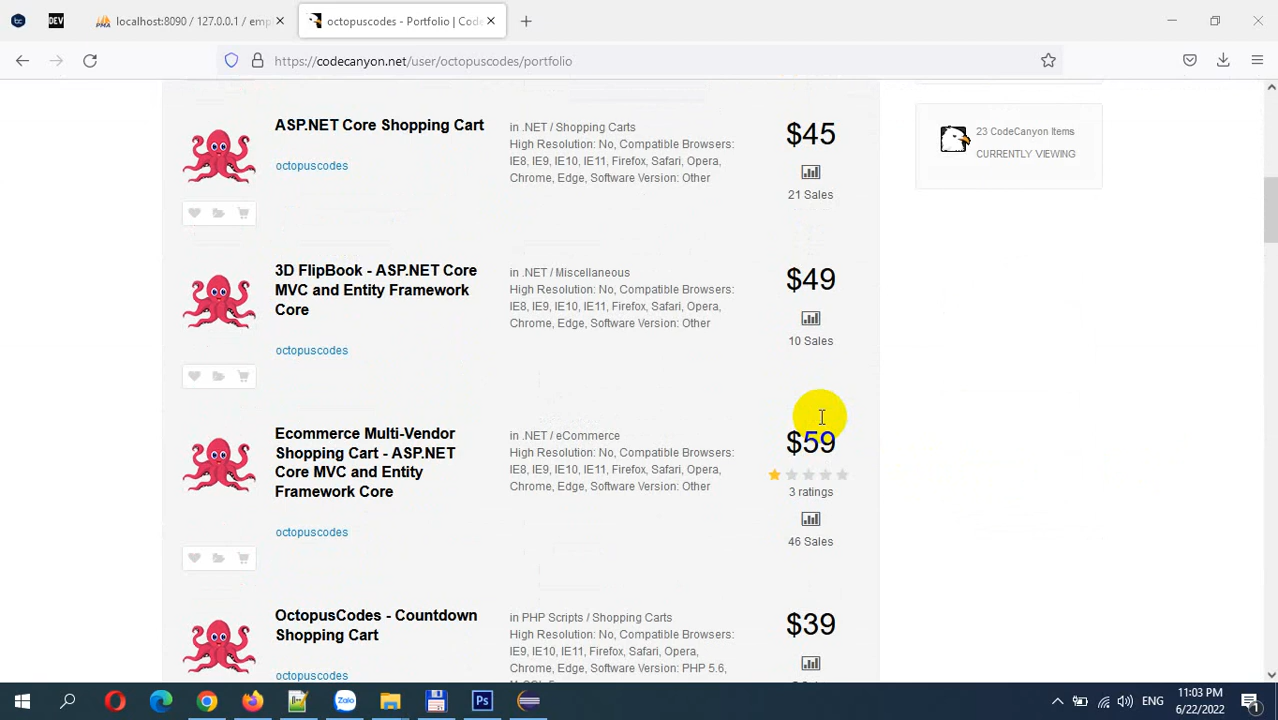 DEV
PMA
localhost:8090 / 127.0.0.1 / emp
octopuscodes - Portfolio | Code
https://codecanyon.net/user/octopuscodes/portfolio
ASP.NET Core Shopping Cart
octopuscodes
in .NET / Shopping Carts
High Resolution: No, Compatible Browsers:
IE8, IE9, IE10, IE11, Firefox, Safari, Opera,
Chrome, Edge, Software Version: Other
$45
21 Sales
23 CodeCanyon Items
CURRENTLY VIEWING
3D FlipBook - ASP.NET Core
MVC and Entity Framework
Core
octopuscodes
in .NET / Miscellaneous
High Resolution: No, Compatible Browsers:
IE8, IE9, IE10, IE11, Firefox, Safari, Opera,
Chrome, Edge, Software Version: Other
$49
10 Sales
Ecommerce Multi-Vendor
Shopping Cart - ASP.NET
Core MVC and Entity
Framework Core
octopuscodes
in .NET / eCommerce
High Resolution: No, Compatible Browsers:
IE8, IE9, IE10, IE11, Firefox, Safari, Opera,
Chrome, Edge, Software Version: Other
$59
3 ratings
46 Sales
OctopusCodes - Countdown
Shopping Cart
octopuscodes
in PHP Scripts / Shopping Carts
High Resolution: No, Compatible Browsers:
IE9, IE10, IE11, Firefox, Safari, Opera,
Chrome, Edge, Software Version: PHP 5.6,
$39
Zalo
Ps
ENG
11:03 PM
6/22/2022
1